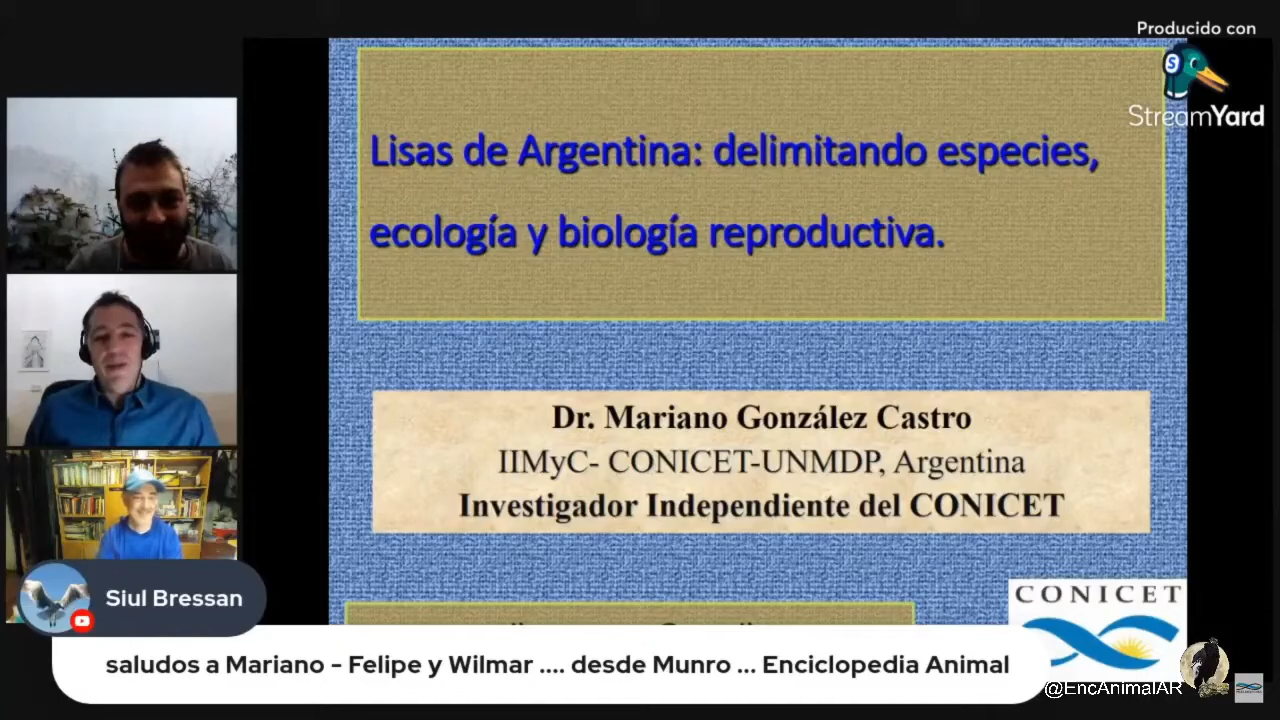 Producido con
StreamYard
Lisas de Argentina: delimitando especies,
ecología y biología reproductiva.
Dr. Mariano González Castro
IIMyC- CONICET-UNMDP, Argentina
Investigador Independiente del CONICET
CONICET
Siul Bressan
saludos a Mariano - Felipe y Wilmar .... desde Munro ... Enciclopedia Animal
@EncAnimalAR